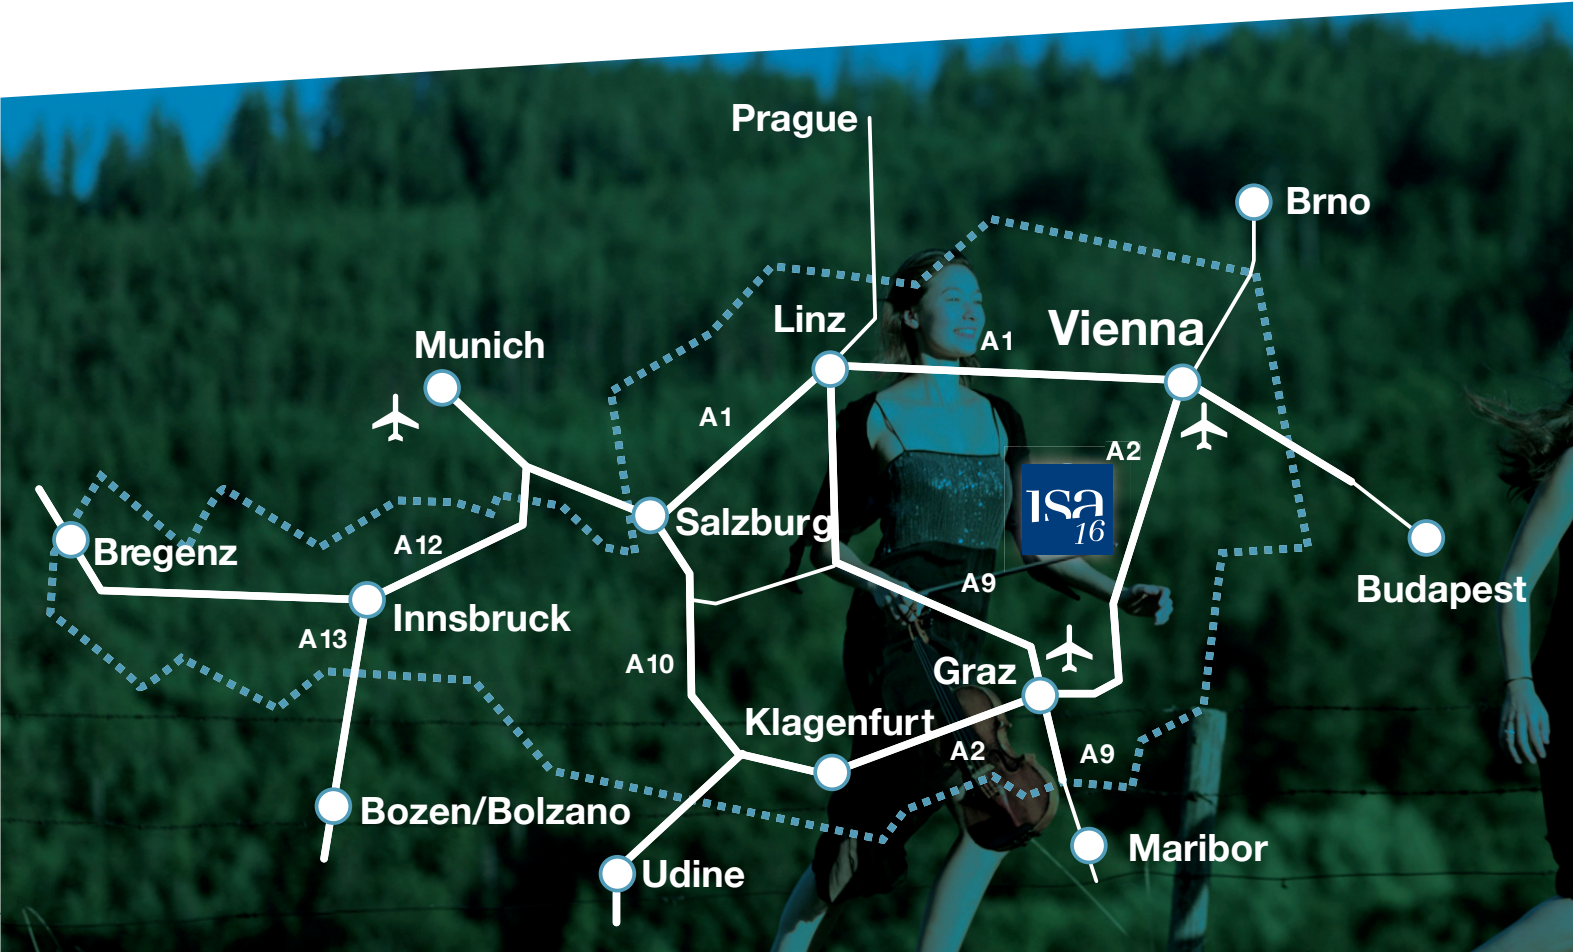 Prague
Brno
Linz
Vienna
A1
Munich
A1
A2
ısa
16
Salzburg
Bregenz
A12
A9
Budapest
Innsbruck
A13
A10
Graz
Klagenfurt
A2
A9
Bozen/Bolzano
Maribor
Udine